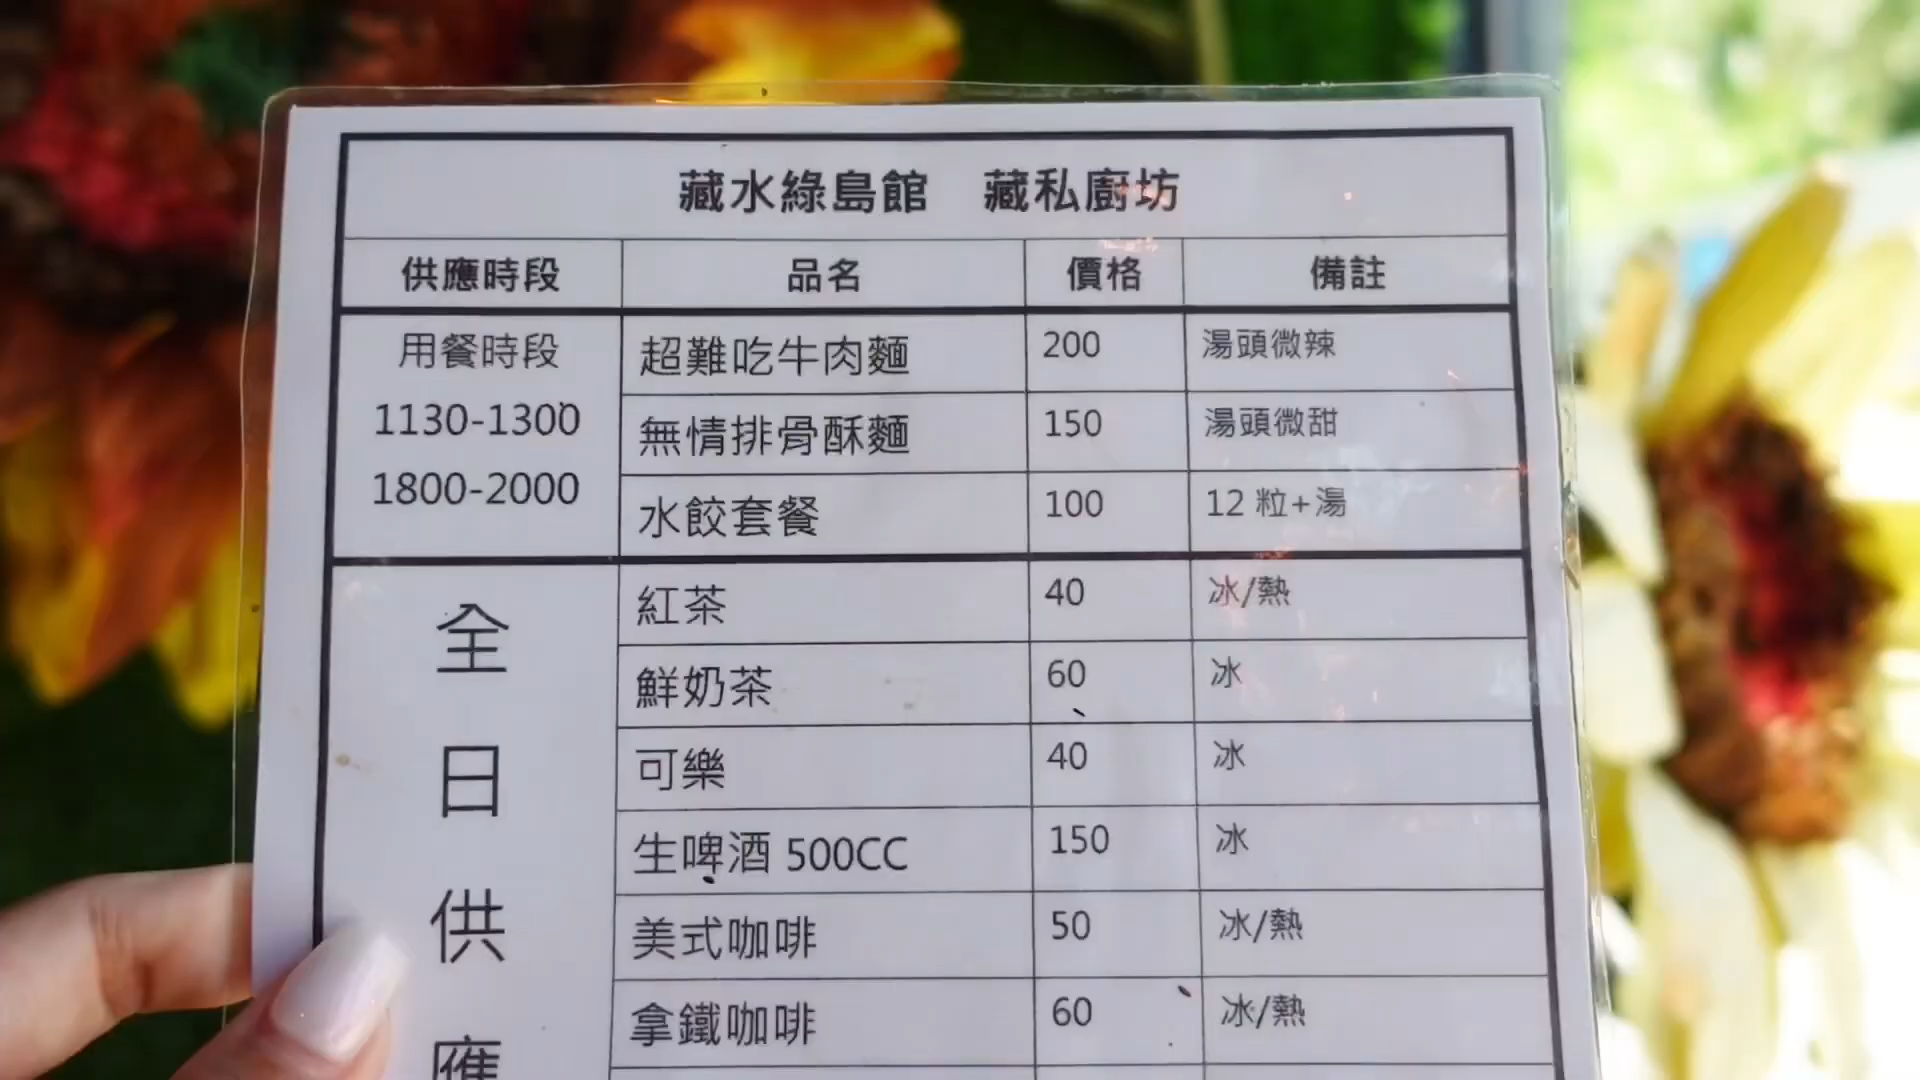 藏水綠島館 藏私廚坊
供應時段 品名 價格 備註
用餐時段
1130-1300
1800-2000
超難吃牛肉麵 200 湯頭微辣
無情排骨酥麵 150 湯頭微甜
水餃套餐 100 12 粒+湯
全日供應
紅茶 40 冰/熱
鮮奶茶 60 冰
可樂 40 冰
生啤酒 500CC 150 冰
美式咖啡 50 冰/熱
拿鐵咖啡 60 冰/熱